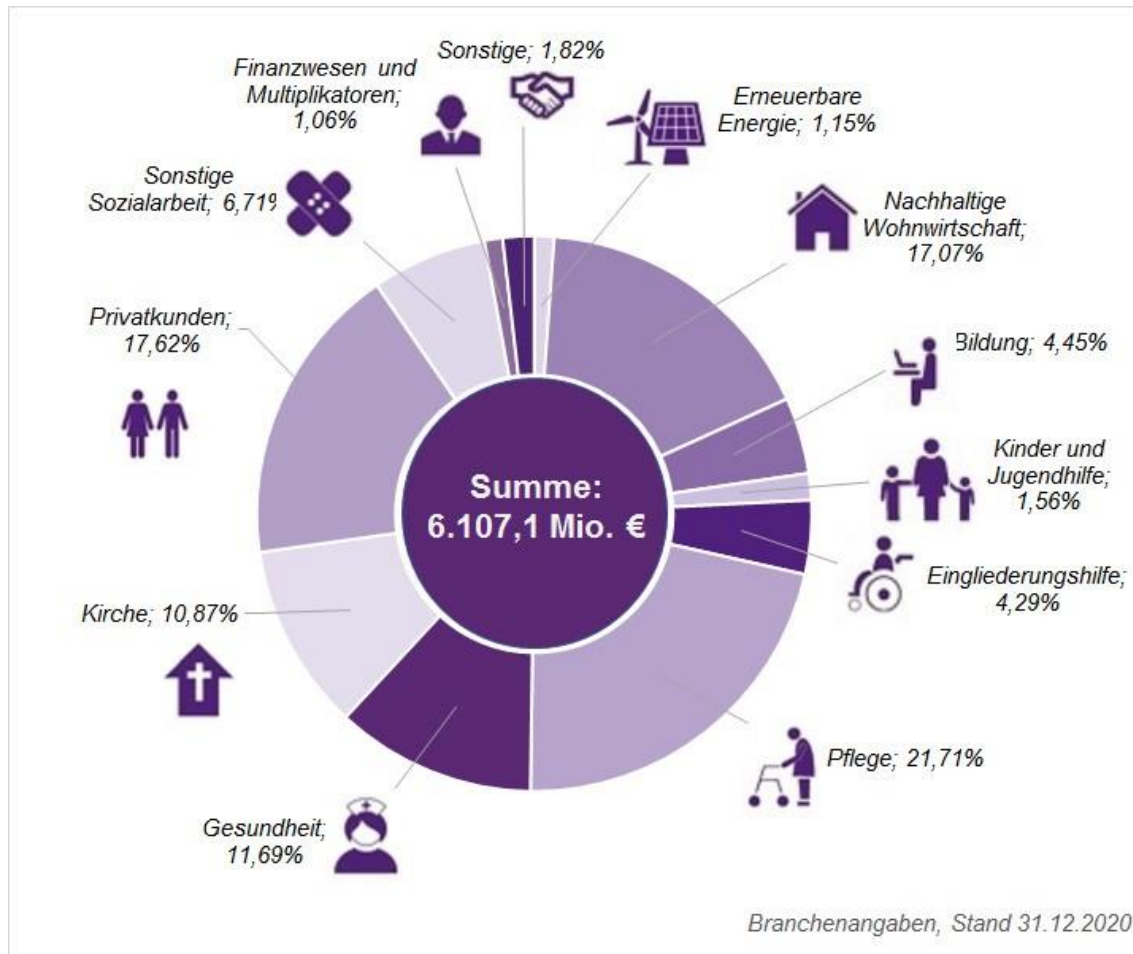 Sonstige; 1,82%
Finanzwesen und
Multiplikatoren;
1,06%
Erneuerbare
Energie; 1,15%
Sonstige
Sozialarbeit; 6,71%
Nachhaltige
Wohnwirtschaft;
17,07%
Privatkunden;
17,62%
Bildung; 4,45%
Kinder und
Jugendhilfe;
1,56%
Summe:
6.107,1 Mio. €
Eingliederungshilfe;
4,29%
Kirche; 10,87%
Pflege; 21,71%
Gesundheit;
11,69%
Branchenangaben, Stand 31.12.2020